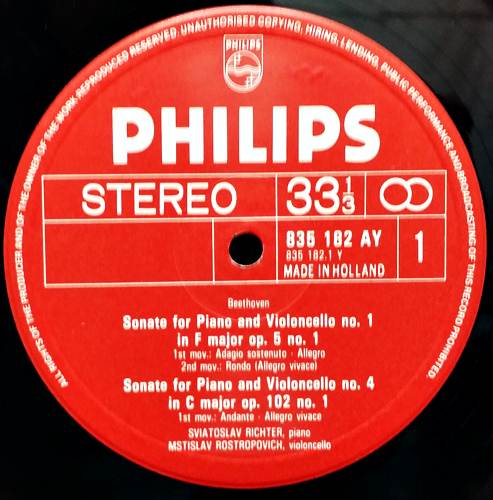 ALL RIGHTS OF THE PRODUCER AND OF THE OWNER OF THE WORK REPRODUCED RESERVED. UNAUTHORISED COPYING, HIRING, LENDING, PUBLIC PERFORMANCE AND BROADCASTING OF THIS RECORD PROHIBITED.
PHILIPS
PHILIPS
STEREO 33 1/3
835 182 AY 1
835 182.1 Y
MADE IN HOLLAND
Beethoven
Sonate for Piano and Violoncello no. 1
in F major op. 5 no. 1
1st mov.: Adagio sostenuto - Allegro
2nd mov.: Rondo (Allegro vivace)
Sonate for Piano and Violoncello no. 4
in C major op. 102 no. 1
1st mov.: Andante - Allegro vivace
SVIATOSLAV RICHTER, piano
MSTISLAV ROSTROPOVICH, violoncello